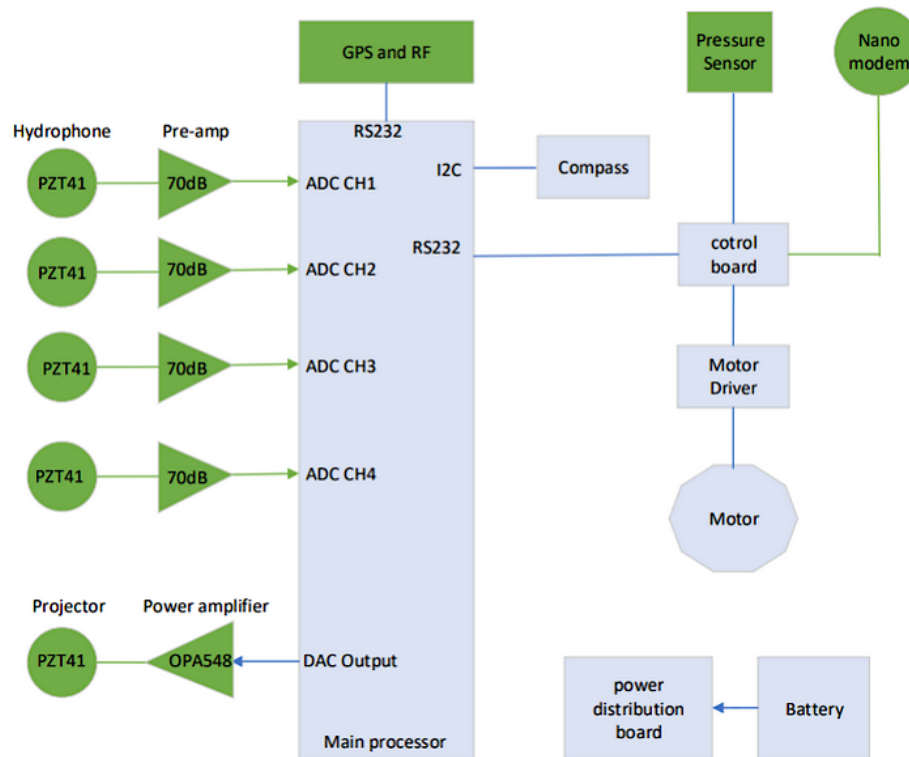 GPS and RF
Pressure
Sensor
Nano
modem
Hydrophone
Pre-amp
RS232
PZT41
70dB
ADC CH1
I2C
Compass
PZT41
70dB
ADC CH2
RS232
cotrol
board
PZT41
70dB
ADC CH3
Motor
Driver
PZT41
70dB
ADC CH4
Motor
Projector
Power amplifier
PZT41
OPA548
DAC Output
power
distribution
board
Battery
Main processor